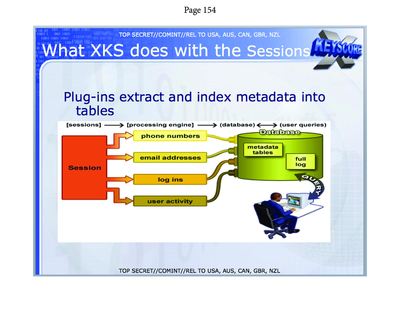 Page 154
TOP SECRET//COMINT//REL TO USA, AUS, CAN, GBR, NZL
What XKS does with the Sessions
X KEYSCORE
Plug-ins extract and index metadata into
tables
[sessions] [processing engine] (database) (user queries)
phone numbers
Database
metadata
tables
email addresses
full
log
Session
log ins
QUERY
user activity
TOP SECRET//COMINT//REL TO USA, AUS, CAN, GBR, NZL